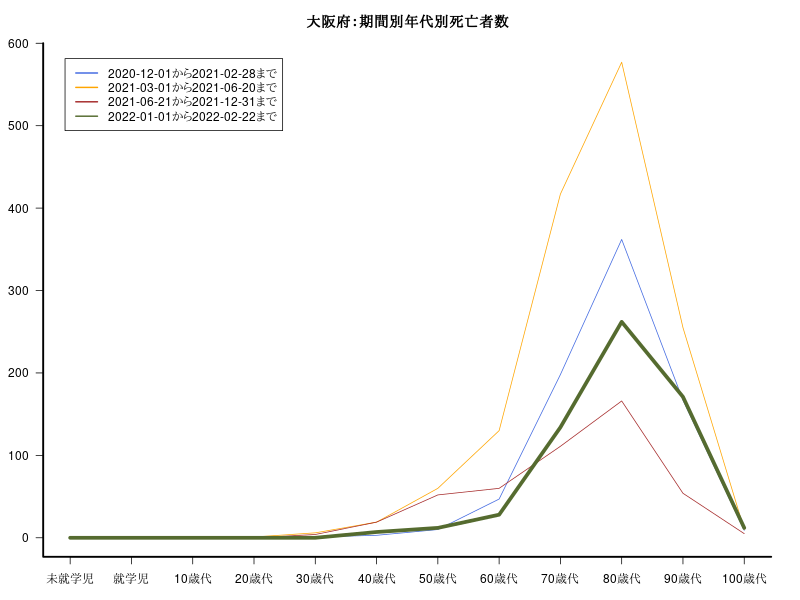 大阪府：期間別年代別死亡者数
600
500
400
300
200
100
0
2020-12-01から2021-02-28まで
2021-03-01から2021-06-20まで
2021-06-21から2021-12-31まで
2022-01-01から2022-02-22まで
未就学児 就学児 10歳代 20歳代 30歳代 40歳代 50歳代 60歳代 70歳代 80歳代 90歳代 100歳代